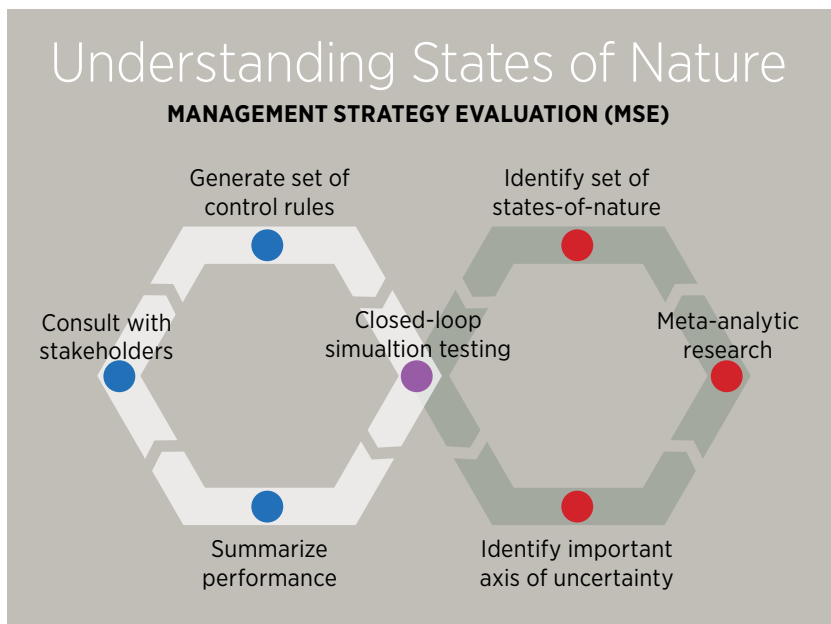 Understanding States of Nature
MANAGEMENT STRATEGY EVALUATION (MSE)
Generate set of
control rules
Identify set of
states-of-nature
Consult with
stakeholders
Closed-loop
simualtion testing
Meta-analytic
research
Summarize
performance
Identify important
axis of uncertainty